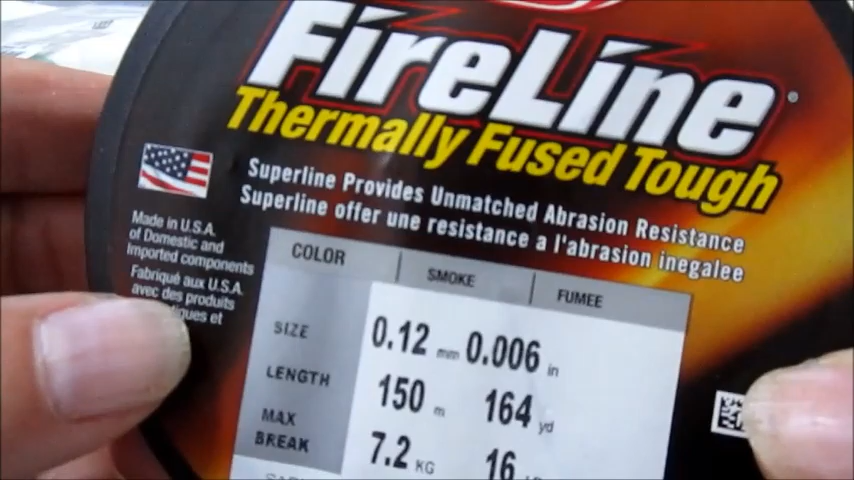 FireLine
Thermally Fused Tough
Superline Provides Unmatched Abrasion Resistance
Superline offer une resistance a l'abrasion inegalee
Made in U.S.A.
of Domestic and
Imported components
Fabriqué aux U.S.A.
avec des produits
et
COLOR SMOKE FUMEE
SIZE 0.12 mm 0.006 in
LENGTH 150 m 164 yd
MAX
BREAK 7.2 KG 16